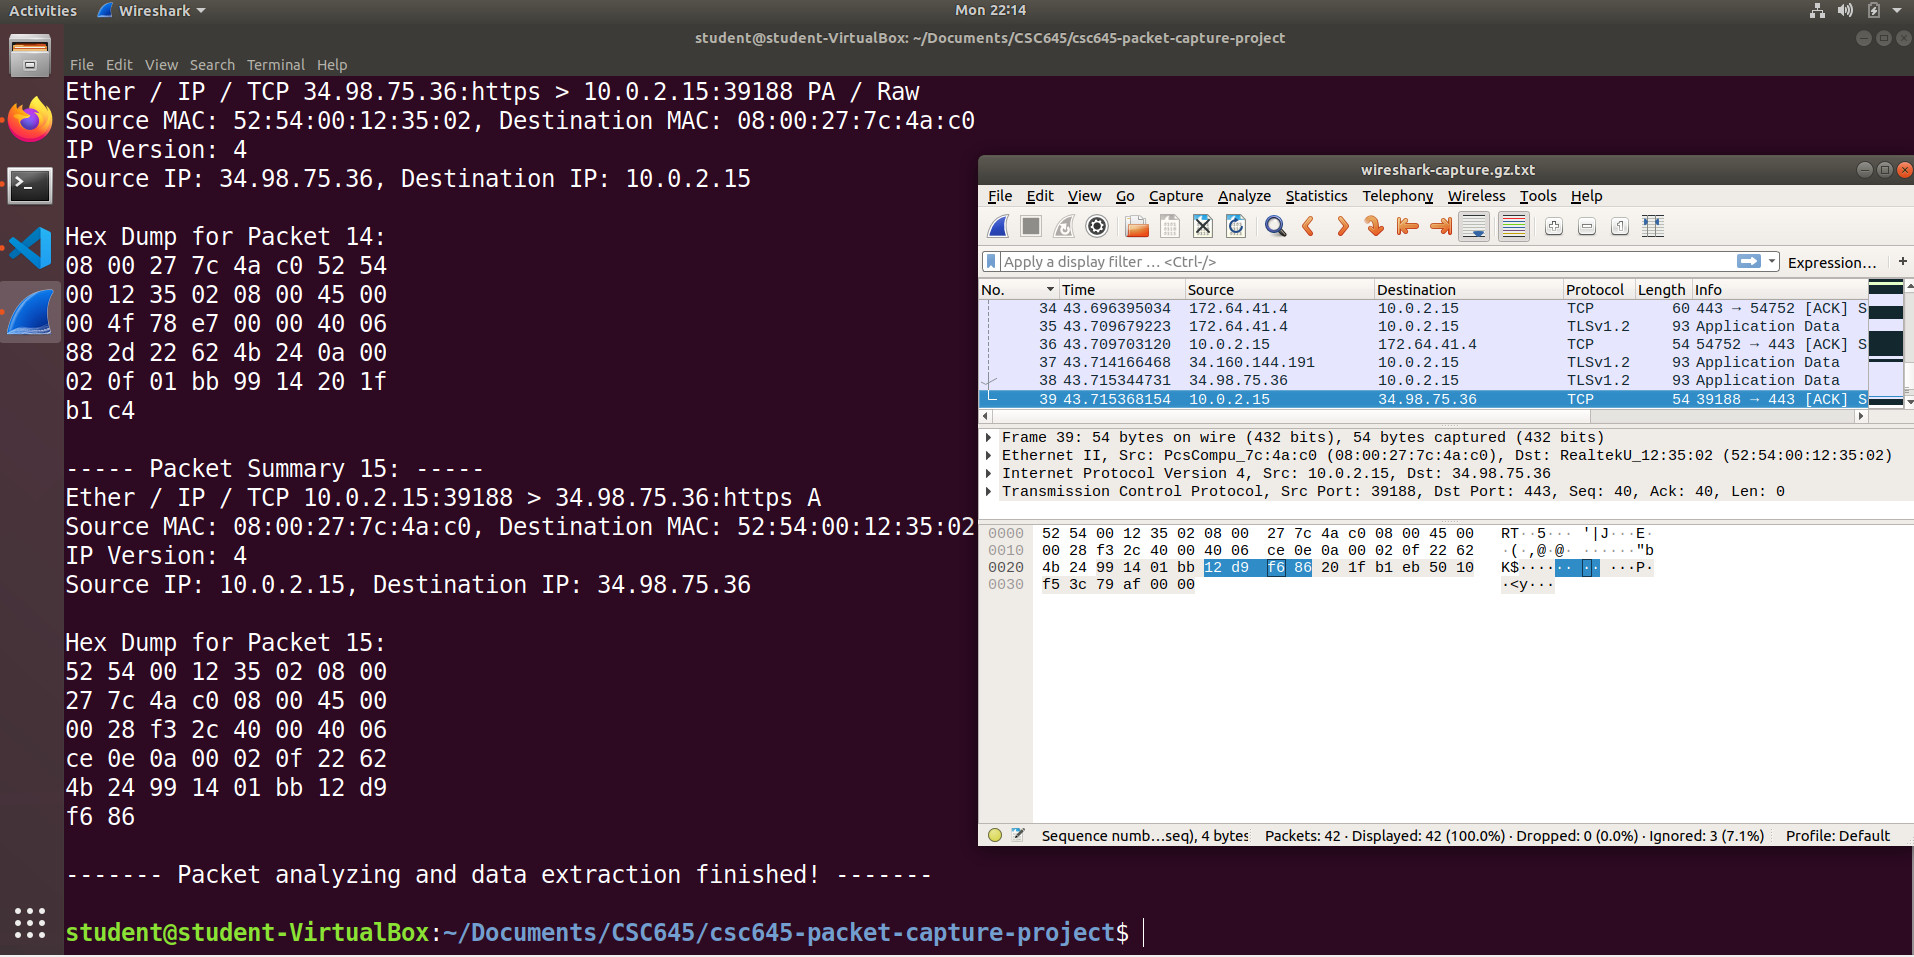 Activities Wireshark Mon 22:14
student@student-VirtualBox: ~/Documents/CSC645/csc645-packet-capture-project
File Edit View Search Terminal Help
Ether / IP / TCP 34.98.75.36:https > 10.0.2.15:39188 PA / Raw
Source MAC: 52:54:00:12:35:02, Destination MAC: 08:00:27:7c:4a:c0
IP Version: 4
Source IP: 34.98.75.36, Destination IP: 10.0.2.15
Hex Dump for Packet 14:
08 00 27 7c 4a c0 52 54
00 12 35 02 08 00 45 00
00 4f 78 e7 00 00 40 06
88 2d 22 62 4b 24 0a 00
02 0f 01 bb 99 14 20 1f
b1 c4
----- Packet Summary 15: -----
Ether / IP / TCP 10.0.2.15:39188 > 34.98.75.36:https A
Source MAC: 08:00:27:7c:4a:c0, Destination MAC: 52:54:00:12:35:02
IP Version: 4
Source IP: 10.0.2.15, Destination IP: 34.98.75.36
Hex Dump for Packet 15:
52 54 00 12 35 02 08 00
27 7c 4a c0 08 00 45 00
00 28 f3 2c 40 00 40 06
ce 0e 0a 00 02 0f 22 62
4b 24 99 14 01 bb 12 d9
f6 86
------- Packet analyzing and data extraction finished! -------
student@student-VirtualBox:~/Documents/CSC645/csc645-packet-capture-project$
wireshark-capture.gz.txt
File Edit View Go Capture Analyze Statistics Telephony Wireless Tools Help
Apply a display filter ... <Ctrl-/> Expression... +
No. Time Source Destination Protocol Length Info
34 43.696395034 172.64.41.4 10.0.2.15 TCP 60 443 → 54752 [ACK] S
35 43.709679223 172.64.41.4 10.0.2.15 TLSv1.2 93 Application Data
36 43.709703120 10.0.2.15 172.64.41.4 TCP 54 54752 → 443 [ACK] S
37 43.714166468 34.160.144.191 10.0.2.15 TLSv1.2 93 Application Data
38 43.715344731 34.98.75.36 10.0.2.15 TLSv1.2 93 Application Data
39 43.715368154 10.0.2.15 34.98.75.36 TCP 54 39188 → 443 [ACK] S
Frame 39: 54 bytes on wire (432 bits), 54 bytes captured (432 bits)
Ethernet II, Src: PcsCompu_7c:4a:c0 (08:00:27:7c:4a:c0), Dst: RealtekU_12:35:02 (52:54:00:12:35:02)
Internet Protocol Version 4, Src: 10.0.2.15, Dst: 34.98.75.36
Transmission Control Protocol, Src Port: 39188, Dst Port: 443, Seq: 40, Ack: 40, Len: 0
0000 52 54 00 12 35 02 08 00 27 7c 4a c0 08 00 45 00 RT··5··· '|J···E·
0010 00 28 f3 2c 40 00 40 06 ce 0e 0a 00 02 0f 22 62 ·(·,@·@· ······"b
0020 4b 24 99 14 01 bb 12 d9 f6 86 20 1f b1 eb 50 10 K$······ ·· ···P·
0030 f5 3c 79 af 00 00 ·<y···
Sequence numb...seq), 4 bytes Packets: 42 · Displayed: 42 (100.0%) · Dropped: 0 (0.0%) · Ignored: 3 (7.1%) Profile: Default